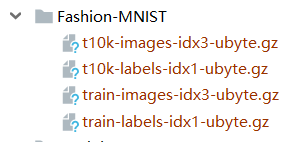 Fashion-MNIST
t10k-images-idx3-ubyte.gz
t10k-labels-idx1-ubyte.gz
train-images-idx3-ubyte.gz
train-labels-idx1-ubyte.gz